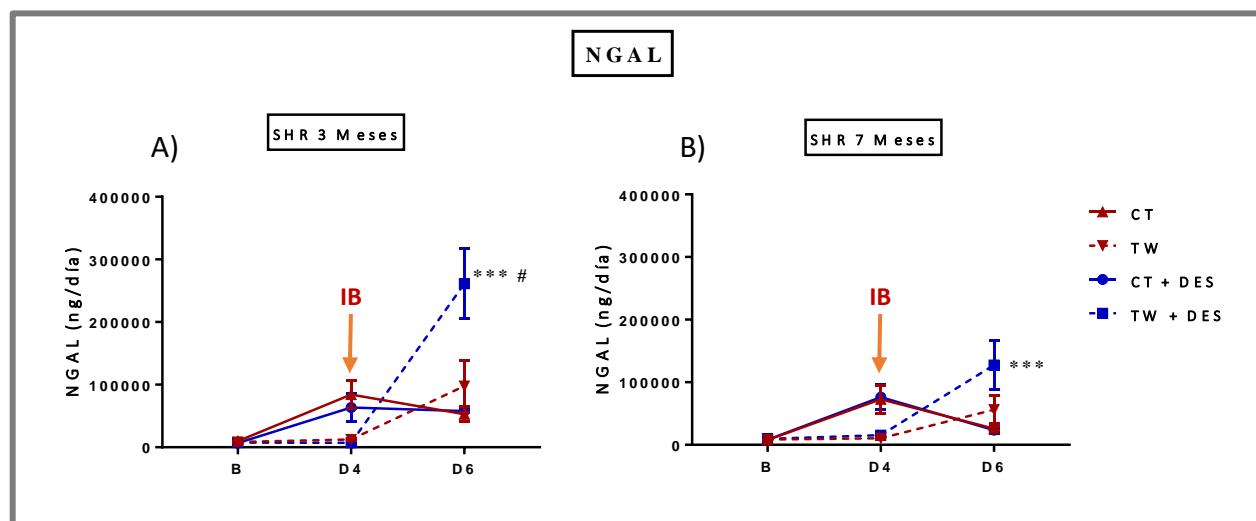 NGAL
SHR 3 Meses
SHR 7 Meses
A)
B)
400000
300000
200000
100000
0
NGAL (ng/día)
IB
*** #
B
D4
D6
400000
300000
200000
100000
0
NGAL (ng/día)
IB
***
B
D4
D6
CT
TW
CT + DES
TW + DES